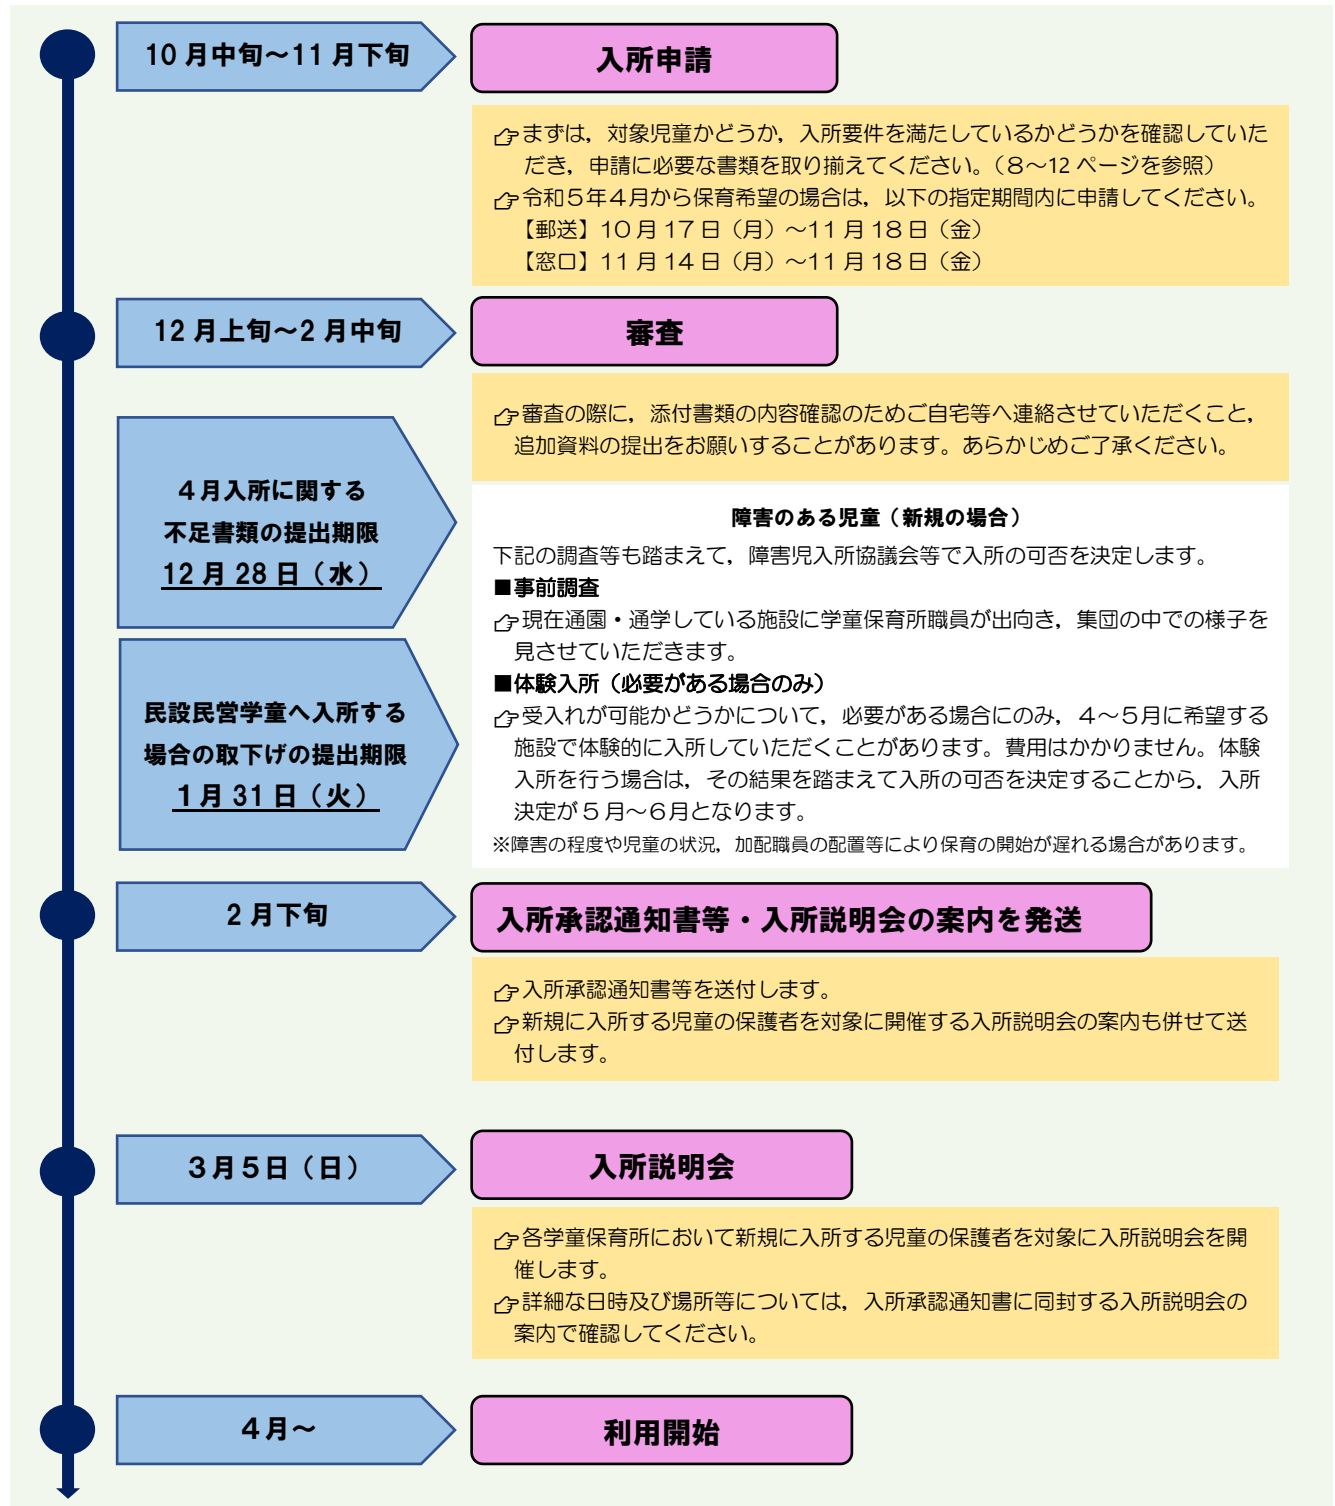 10月中旬～11月下旬
入所申請
まずは，対象児童かどうか，入所要件を満たしているかどうかを確認していた
だき，申請に必要な書類を取り揃えてください。（８～12 ページを参照）
令和５年４月から保育希望の場合は，以下の指定期間内に申請してください。
【郵送】10 月 17 日（月）～11 月 18 日（金）
【窓口】11 月 14 日（月）～11 月 18 日（金）
12 月上旬～2 月中旬
審査
審査の際に，添付書類の内容確認のためご自宅等へ連絡させていただくこと，
追加資料の提出をお願いすることがあります。あらかじめご了承ください。
４月入所に関する
不足書類の提出期限
12 月 28 日（水）
民設民営学童へ入所する
場合の取下げの提出期限
１月 31 日（火）
障害のある児童（新規の場合）
下記の調査等も踏まえて，障害児入所協議会等で入所の可否を決定します。
■事前調査
現在通園・通学している施設に学童保育所職員が出向き，集団の中での様子を
見させていただきます。
■体験入所（必要がある場合のみ）
受入れが可能かどうかについて，必要がある場合にのみ，４～５月に希望する
施設で体験的に入所していただくことがあります。費用はかかりません。体験
入所を行う場合は，その結果を踏まえて入所の可否を決定することから．入所
決定が５月～６月となります。
※障害の程度や児童の状況，加配職員の配置等により保育の開始が遅れる場合があります。
2 月下旬
入所承認通知書等・入所説明会の案内を発送
入所承認通知書等を送付します。
新規に入所する児童の保護者を対象に開催する入所説明会の案内も併せて送
付します。
３月５日（日）
入所説明会
各学童保育所において新規に入所する児童の保護者を対象に入所説明会を開
催します。
詳細な日時及び場所等については，入所承認通知書に同封する入所説明会の
案内で確認してください。
４月～
利用開始